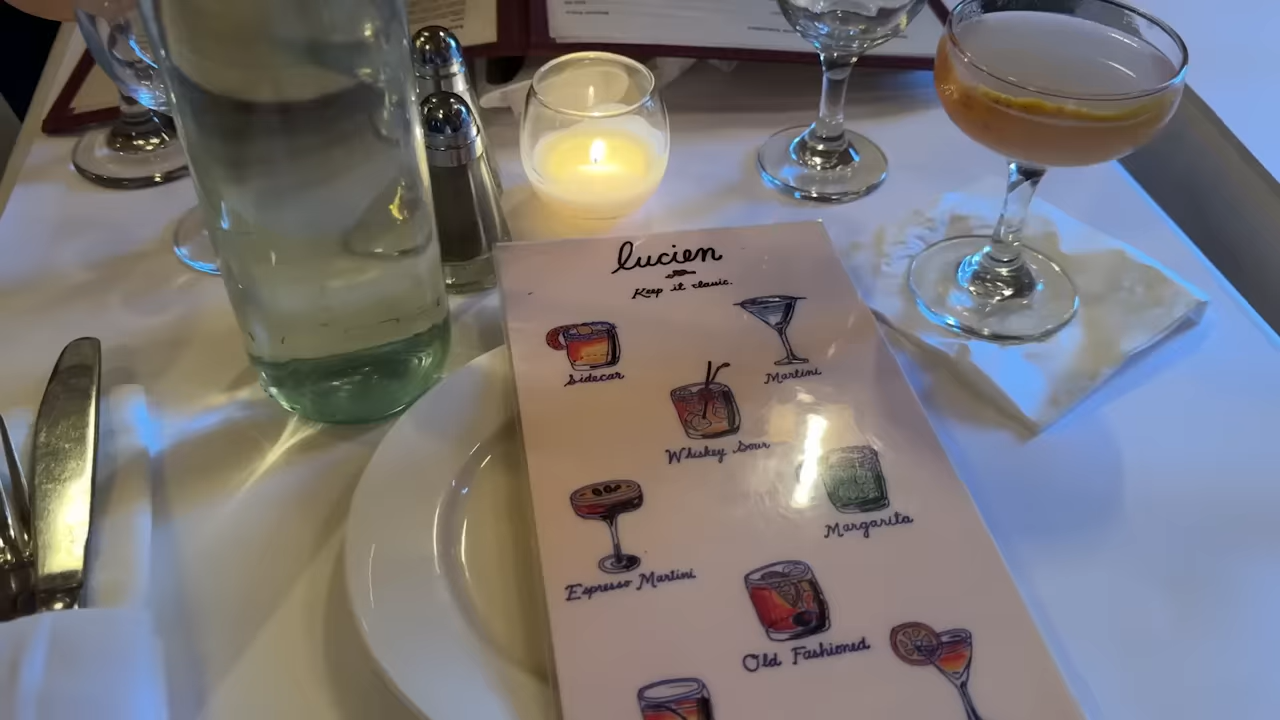 lucien
Keep it classic.
Sidecar
Martini
Whiskey Sour
Margarita
Espresso Martini
Old Fashioned